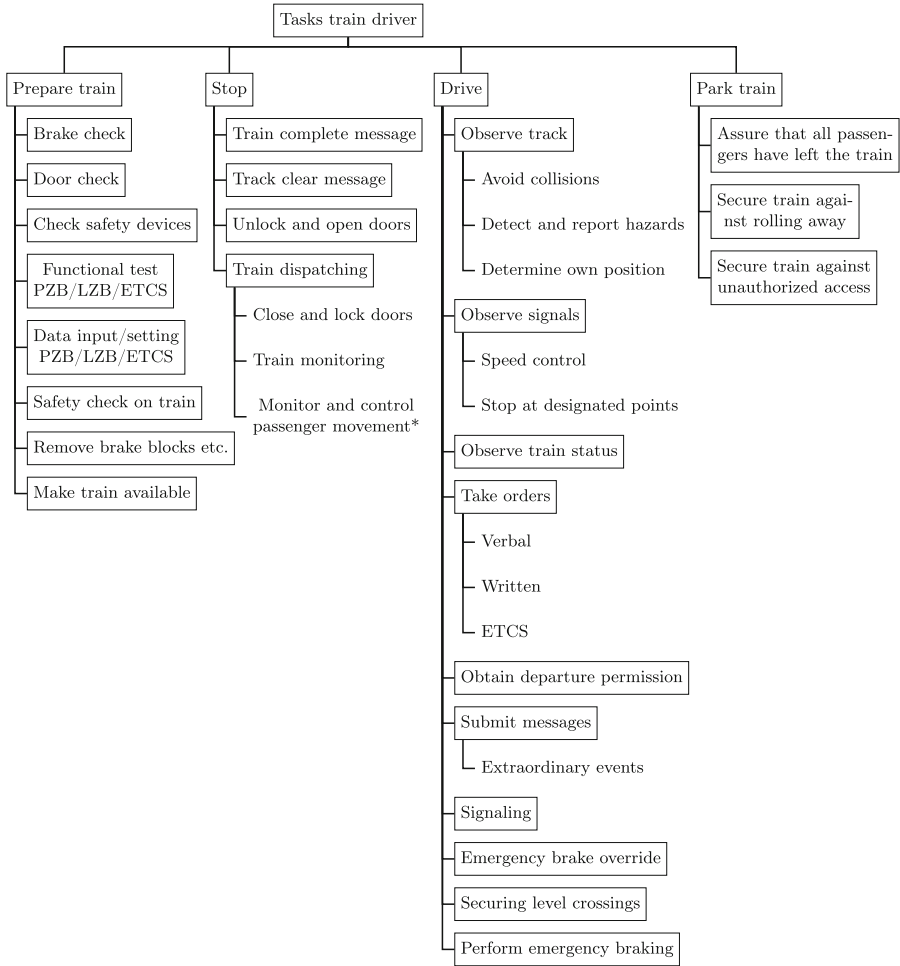 Tasks train driver
Prepare train
Brake check
Door check
Check safety devices
Functional test
PZB/LZB/ETCS
Data input/setting
PZB/LZB/ETCS
Safety check on train
Remove brake blocks etc.
Make train available
Stop
Train complete message
Track clear message
Unlock and open doors
Train dispatching
Close and lock doors
Train monitoring
Monitor and control
passenger movement*
Drive
Observe track
Avoid collisions
Detect and report hazards
Determine own position
Observe signals
Speed control
Stop at designated points
Observe train status
Take orders
Verbal
Written
ETCS
Obtain departure permission
Submit messages
Extraordinary events
Signaling
Emergency brake override
Securing level crossings
Perform emergency braking
Park train
Assure that all passen-
gers have left the train
Secure train agai-
nst rolling away
Secure train against
unauthorized access